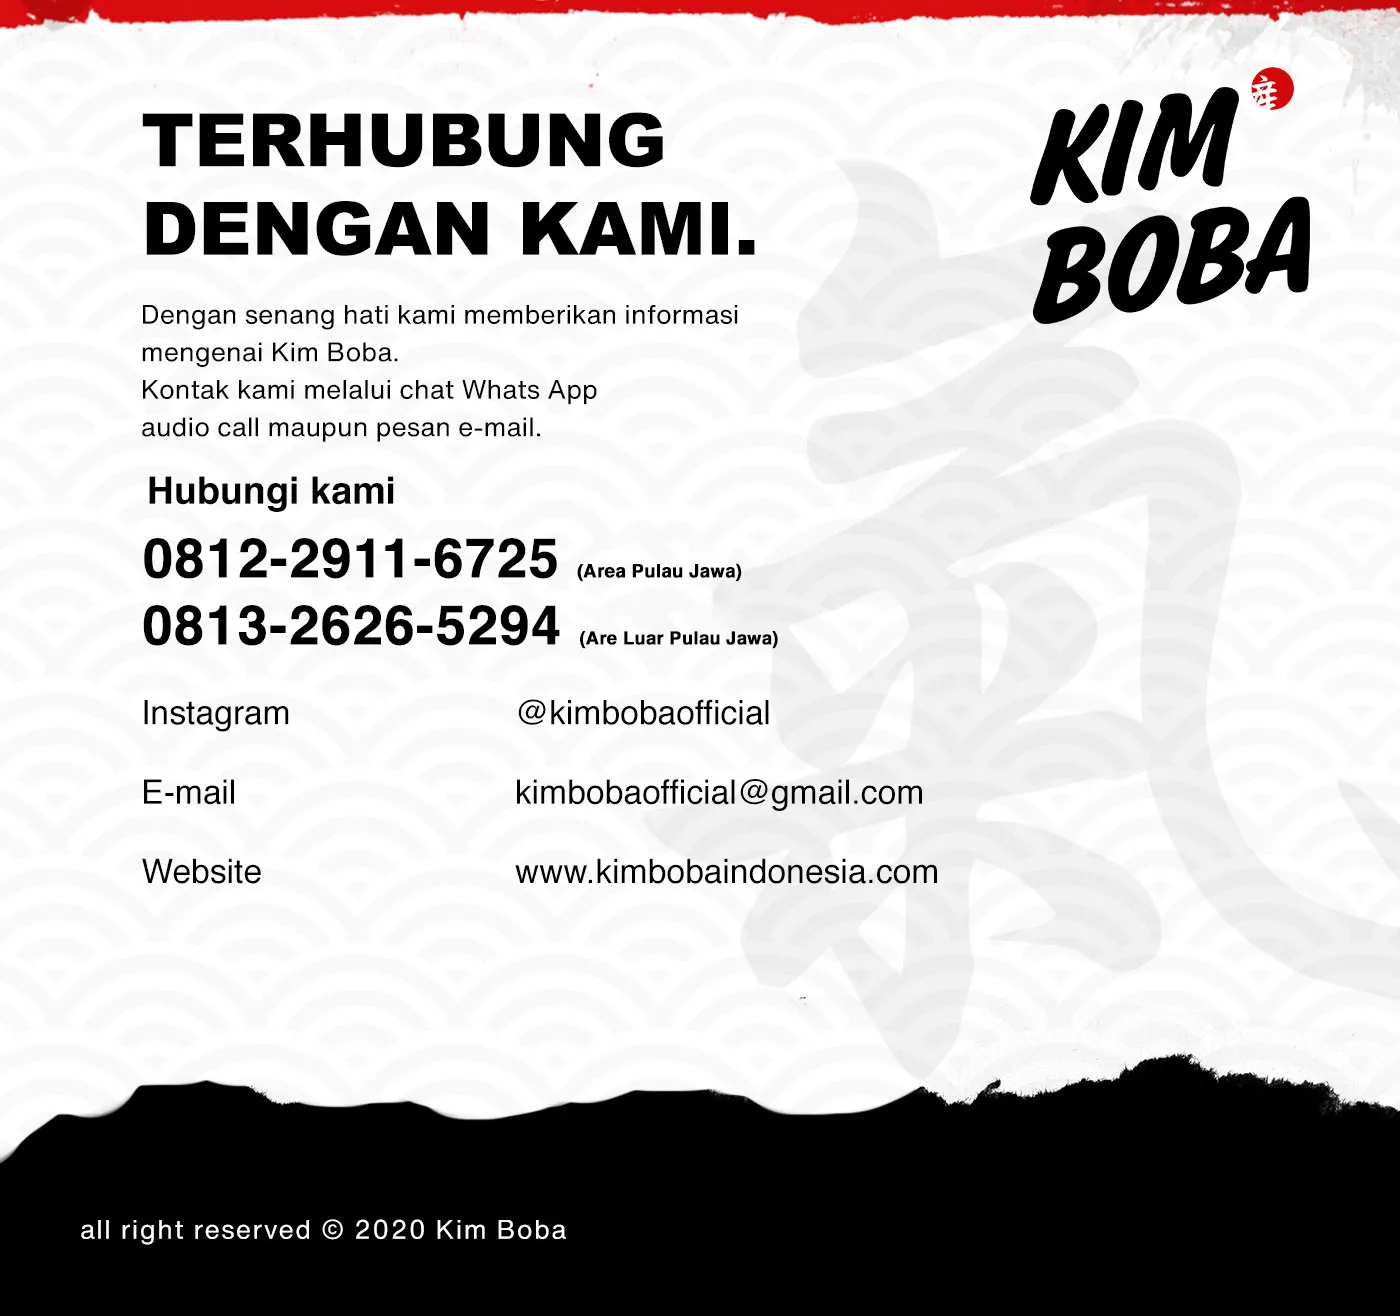 TERHUBUNG
DENGAN KAMI.
KIM
産
BOBA
Dengan senang hati kami memberikan informasi
mengenai Kim Boba.
Kontak kami melalui chat Whats App
audio call maupun pesan e-mail.
Hubungi kami
0812-2911-6725 (Area Pulau Jawa)
0813-2626-5294 (Are Luar Pulau Jawa)
Instagram @kimbobaofficial
E-mail kimbobaofficial@gmail.com
Website www.kimbobaindonesia.com
氣
all right reserved © 2020 Kim Boba